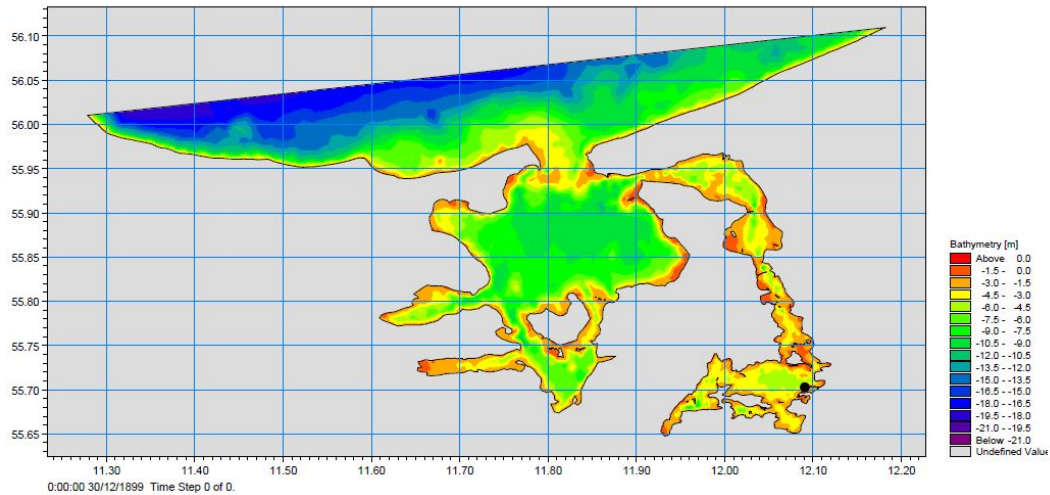 56.10
56.05
56.00
55.95
55.90
55.85
55.80
55.75
55.70
55.65
11.30 11.40 11.50 11.60 11.70 11.80 11.90 12.00 12.10 12.20
0:00:00 30/12/1899 Time Step 0 of 0.
Bathymetry [m]
Above 0.0
-1.5 - 0.0
-3.0 - -1.5
-4.5 - -3.0
-6.0 - -4.5
-7.5 - -6.0
-9.0 - -7.5
-10.5 - -9.0
-12.0 - -10.5
-13.5 - -12.0
-15.0 - -13.5
-16.5 - -15.0
-18.0 - -16.5
-19.5 - -18.0
-21.0 - -19.5
Below -21.0
Undefined Value